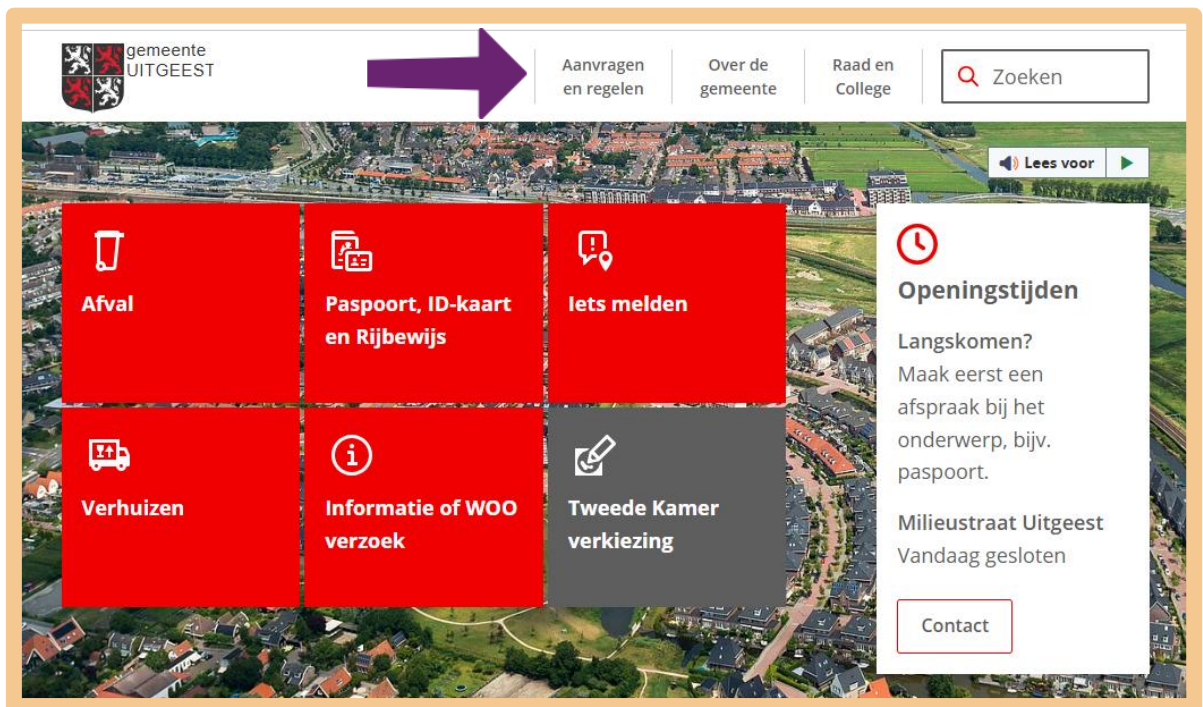 gemeente
UITGEEST
Aanvragen
en regelen
Over de
gemeente
Raad en
College
Zoeken
Lees voor
Afval
Paspoort, ID-kaart
en Rijbewijs
Iets melden
Verhuizen
Informatie of WOO
verzoek
Tweede Kamer
verkiezing
Openingstijden
Langskomen?
Maak eerst een
afspraak bij het
onderwerp, bijv.
paspoort.
Milieustraat Uitgeest
Vandaag gesloten
Contact